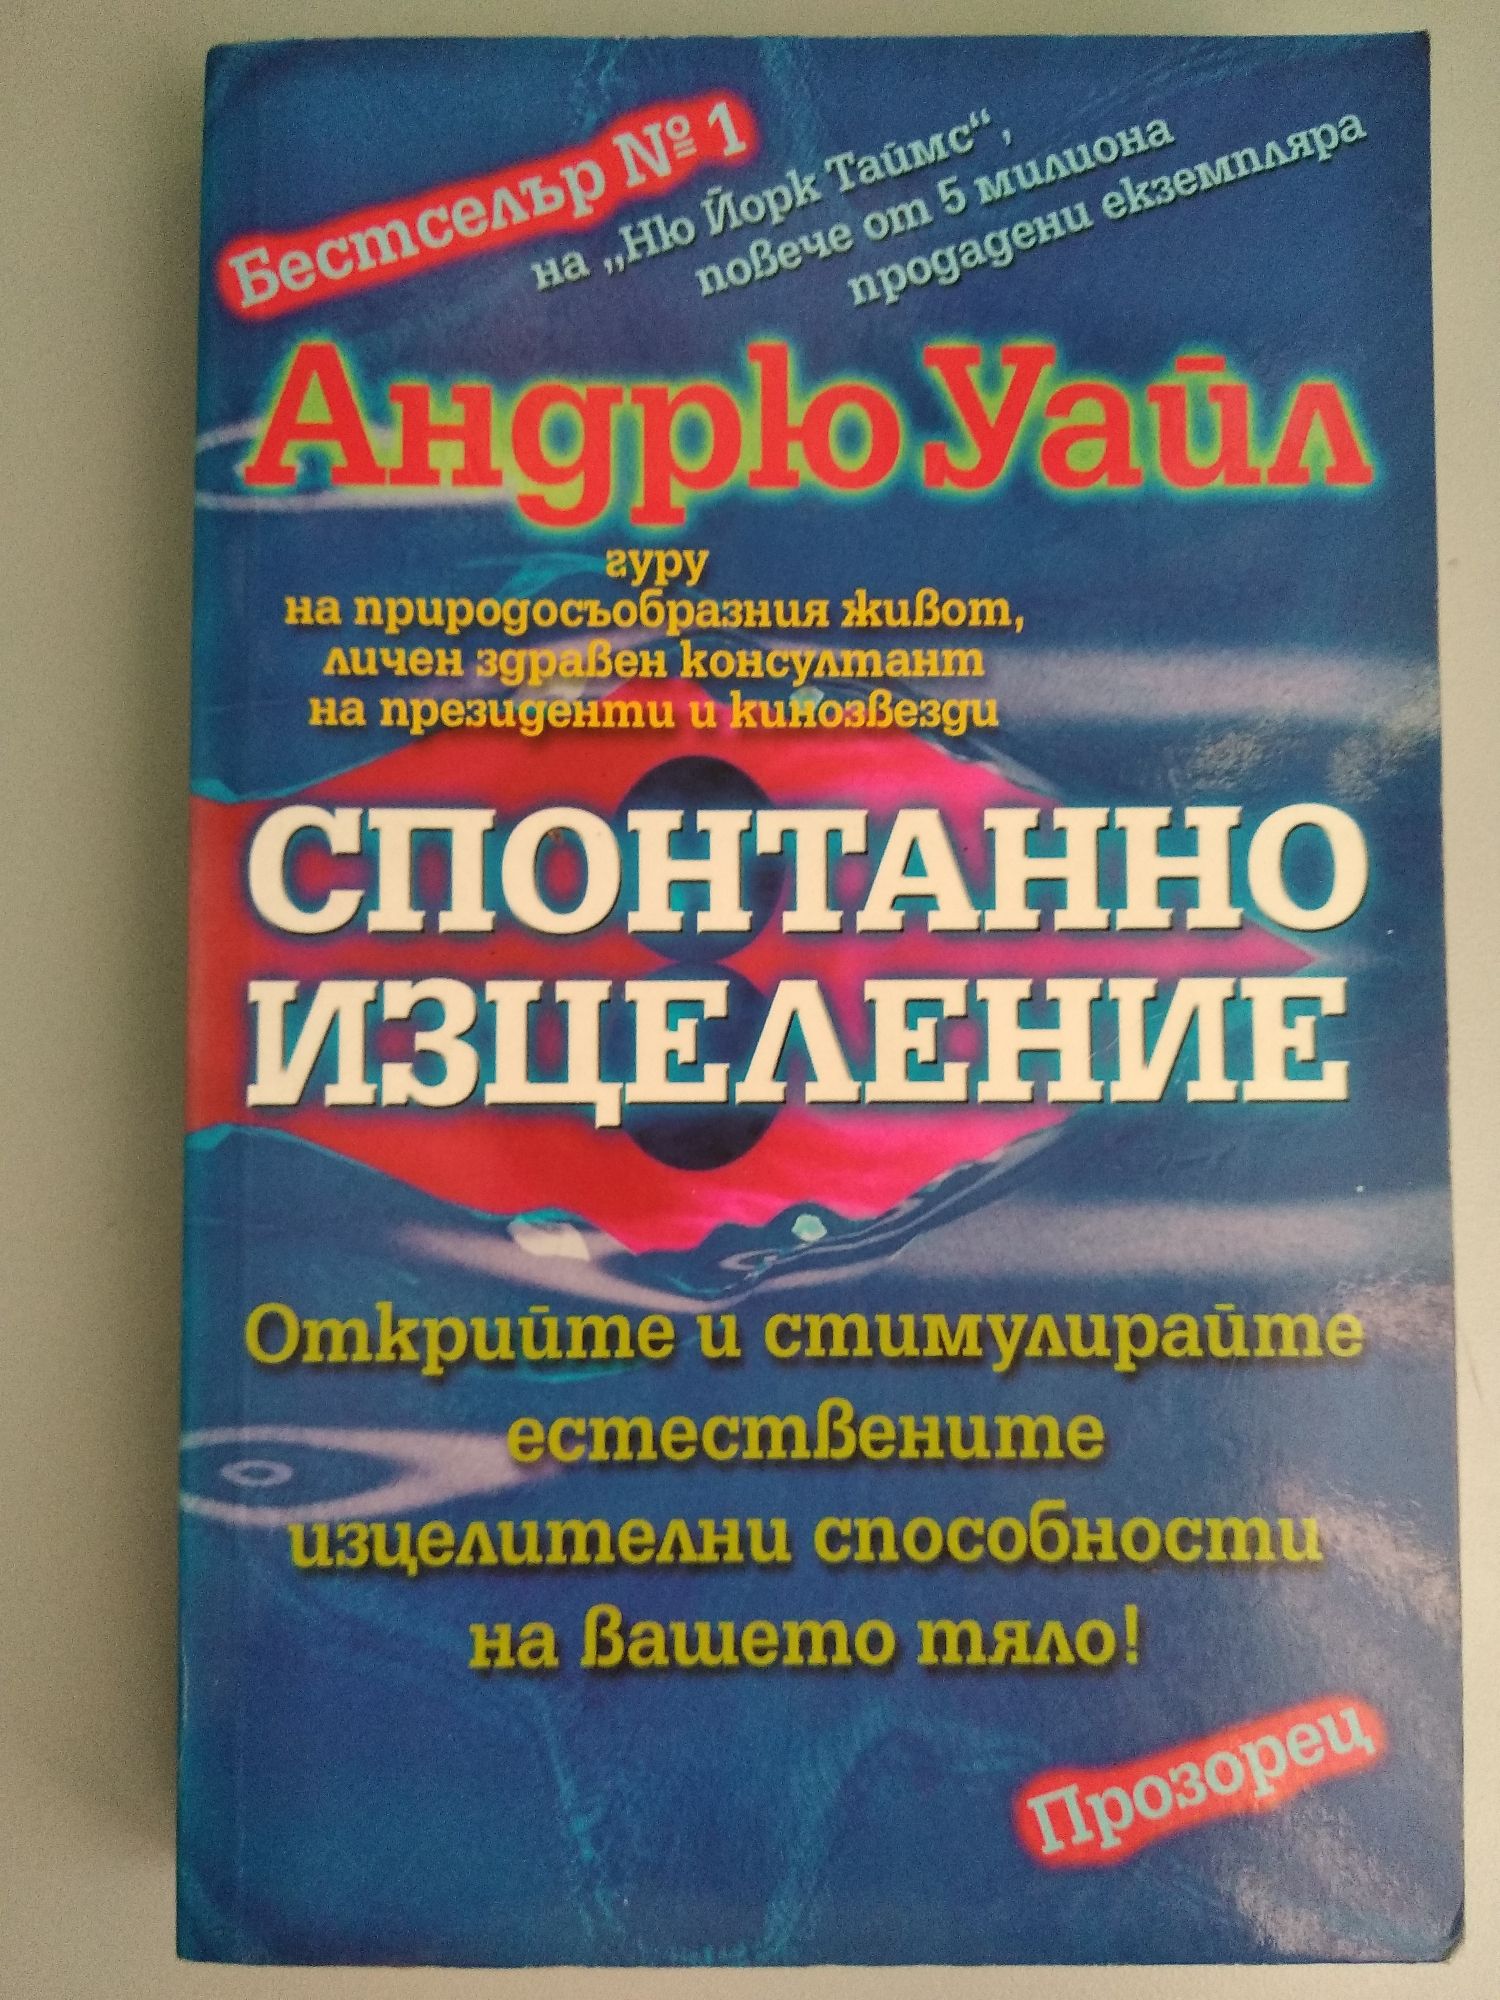 Бестселър № 1
на „Ню Йорк Таймс“,
повече от 5 милиона
продадени екземпляра
Андрю Уайл
гуру
на природосъобразния живот,
личен здравен консултант
на президенти и кинозвезди
СПОНТАННО
ИЗЦЕЛЕНИЕ
Открийте и стимулирайте
естествените
изцелителни способности
на вашето тяло!
Прозорец